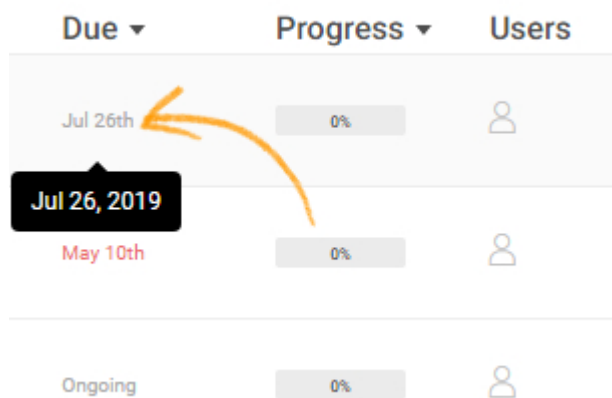 Due Progress Users
Jul 26th 0%
Jul 26, 2019
May 10th 0%
Ongoing 0%